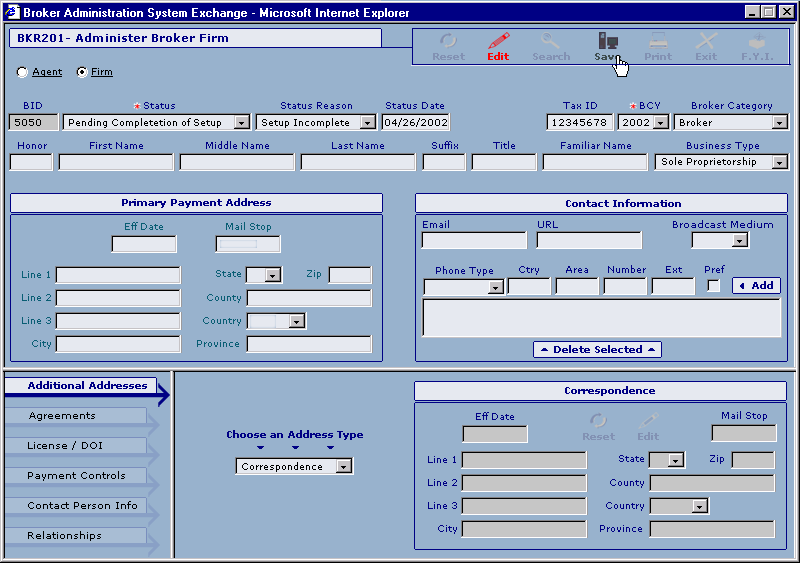 Broker Administration System Exchange - Microsoft Internet Explorer
BKR201- Administer Broker Firm
Reset Edit Search Save Print Exit F.Y.I.
Agent Firm
BID *Status Status Reason Status Date Tax ID *BCY Broker Category
5050 Pending Completetion of Setup Setup Incomplete 04/26/2002 12345678 2002 Broker
Honor First Name Middle Name Last Name Suffix Title Familiar Name Business Type
Sole Proprietorship
Primary Payment Address
Eff Date Mail Stop
Line 1 State Zip
Line 2 County
Line 3 Country
City Province
Contact Information
Email URL Broadcast Medium
Phone Type Ctry Area Number Ext Pref
Add
Delete Selected
Additional Addresses
Agreements
License / DOI
Payment Controls
Contact Person Info
Relationships
Choose an Address Type
Correspondence
Correspondence
Eff Date Reset Edit Mail Stop
Line 1 State Zip
Line 2 County
Line 3 Country
City Province